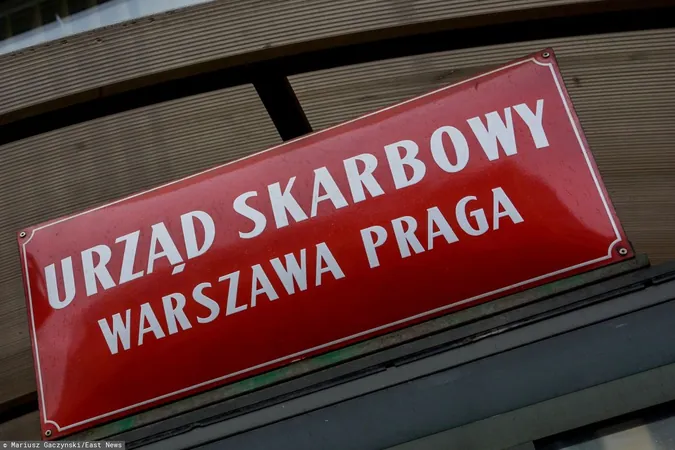 URZĄD SKARBOWY
WARSZAWA PRAGA
© Mariusz Gaczynski/East News